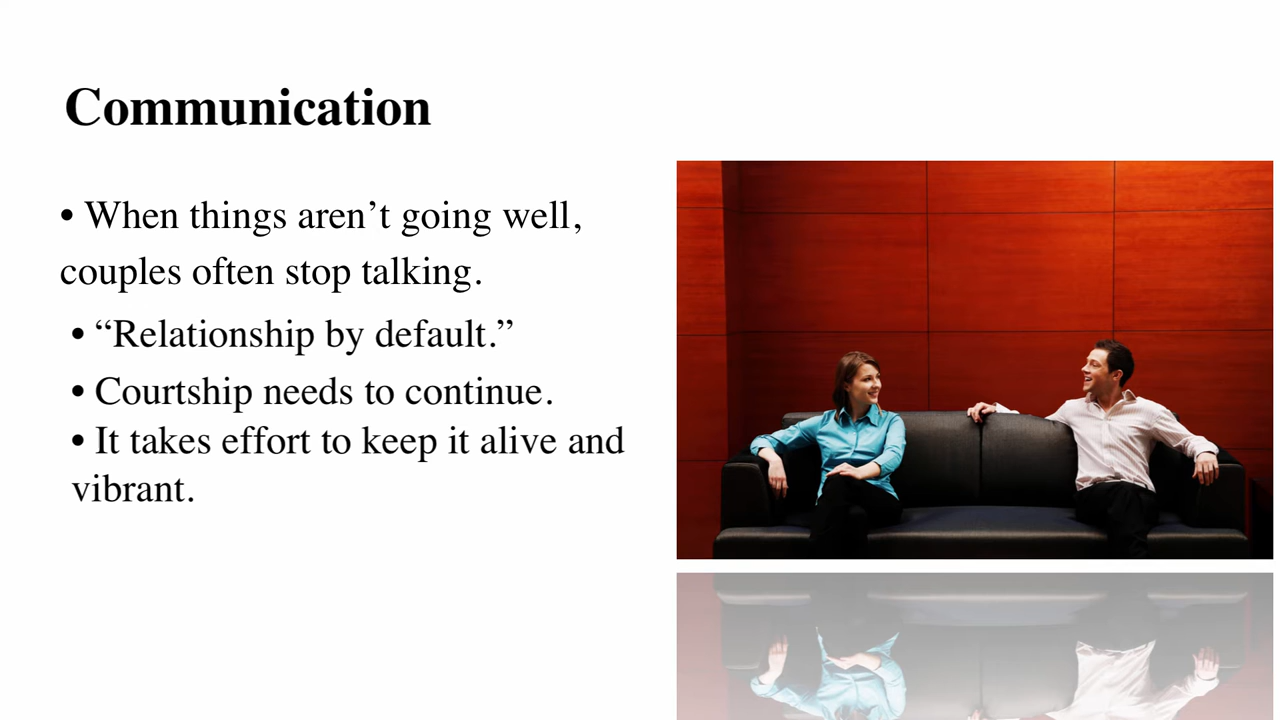 Communication
• When things aren’t going well,
couples often stop talking.
• “Relationship by default.”
• Courtship needs to continue.
• It takes effort to keep it alive and
vibrant.